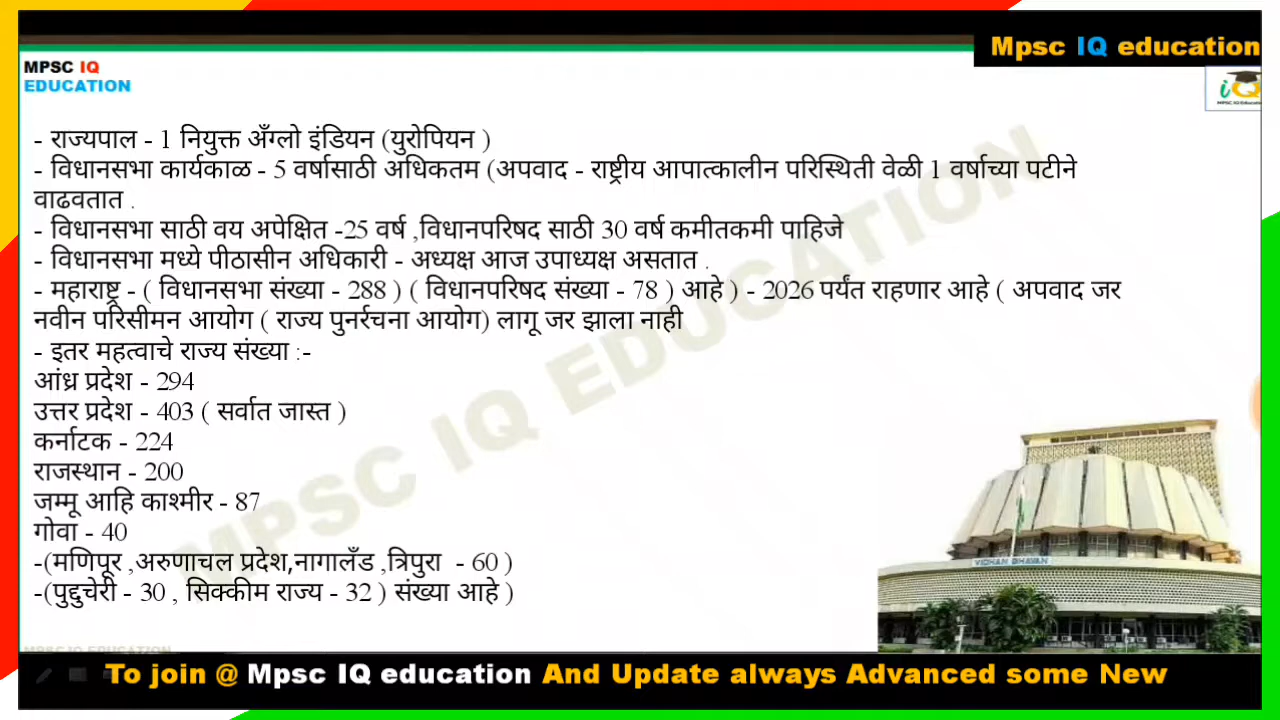 Mpsc IQ education
MPSC IQ
EDUCATION
iQ
- राज्यपाल - 1 नियुक्त अँग्लो इंडियन (युरोपियन )
- विधानसभा कार्यकाळ - 5 वर्षासाठी अधिकतम (अपवाद - राष्ट्रीय आपात्कालीन परिस्थिती वेळी 1 वर्षाच्या पटीने
वाढवतात .
- विधानसभा साठी वय अपेक्षित -25 वर्ष ,विधानपरिषद साठी 30 वर्ष कमीतकमी पाहिजे
- विधानसभा मध्ये पीठासीन अधिकारी - अध्यक्ष आज उपाध्यक्ष असतात .
- महाराष्ट्र - ( विधानसभा संख्या - 288 ) ( विधानपरिषद संख्या - 78 ) आहे ) - 2026 पर्यंत राहणार आहे ( अपवाद जर
नवीन परिसीमन आयोग ( राज्य पुनर्रचना आयोग) लागू जर झाला नाही
- इतर महत्वाचे राज्य संख्या :-
आंध्र प्रदेश - 294
उत्तर प्रदेश - 403 ( सर्वात जास्त )
कर्नाटक - 224
राजस्थान - 200
जम्मू आहि काश्मीर - 87
गोवा - 40
-(मणिपूर ,अरुणाचल प्रदेश,नागालँड ,त्रिपुरा - 60 )
-(पुद्दुचेरी - 30 , सिक्कीम राज्य - 32 ) संख्या आहे )
MPSC IQ EDUCATION
VIDHAN BHAVAN
MPSC IQ EDUCATION
To join @ Mpsc IQ education And Update always Advanced some New